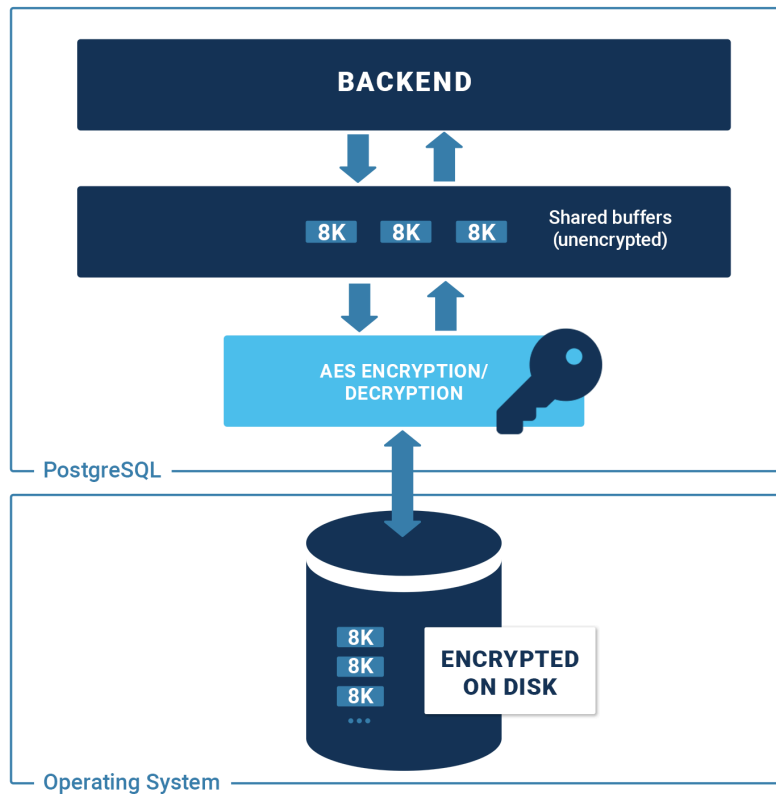 BACKEND
8K 8K 8K
Shared buffers
(unencrypted)
AES ENCRYPTION/
DECRYPTION
PostgreSQL
8K
8K
8K
...
ENCRYPTED
ON DISK
Operating System